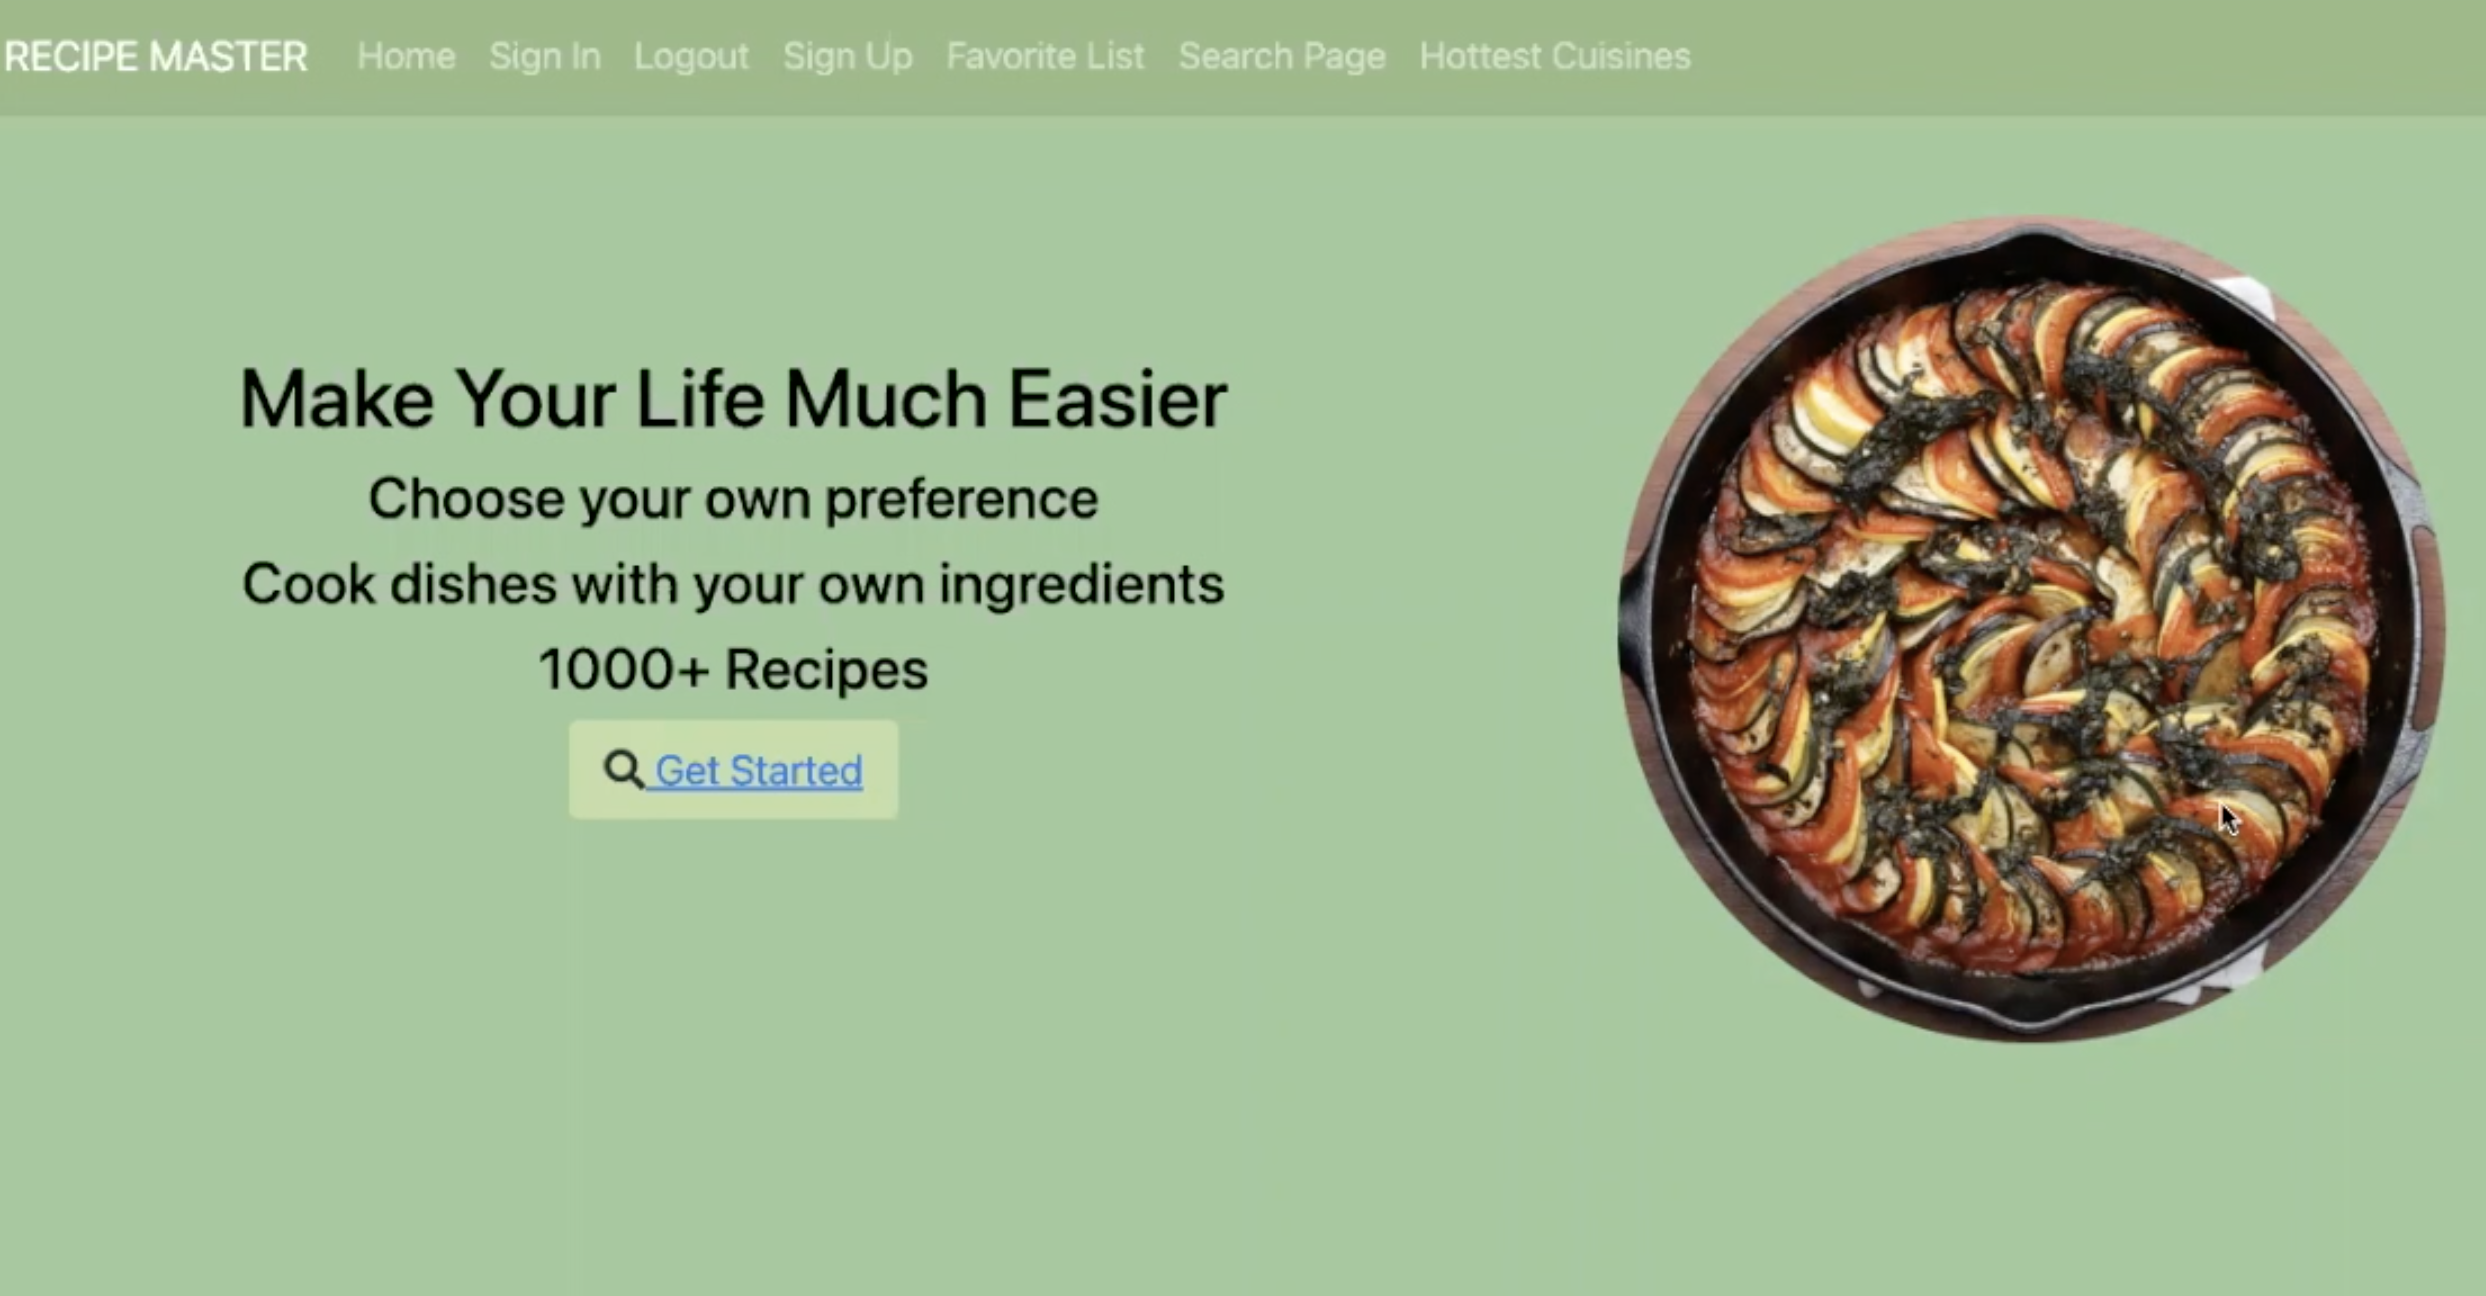 RECIPE MASTER Home Sign In Logout Sign Up Favorite List Search Page Hottest Cuisines
Make Your Life Much Easier
Choose your own preference
Cook dishes with your own ingredients
1000+ Recipes
Get Started